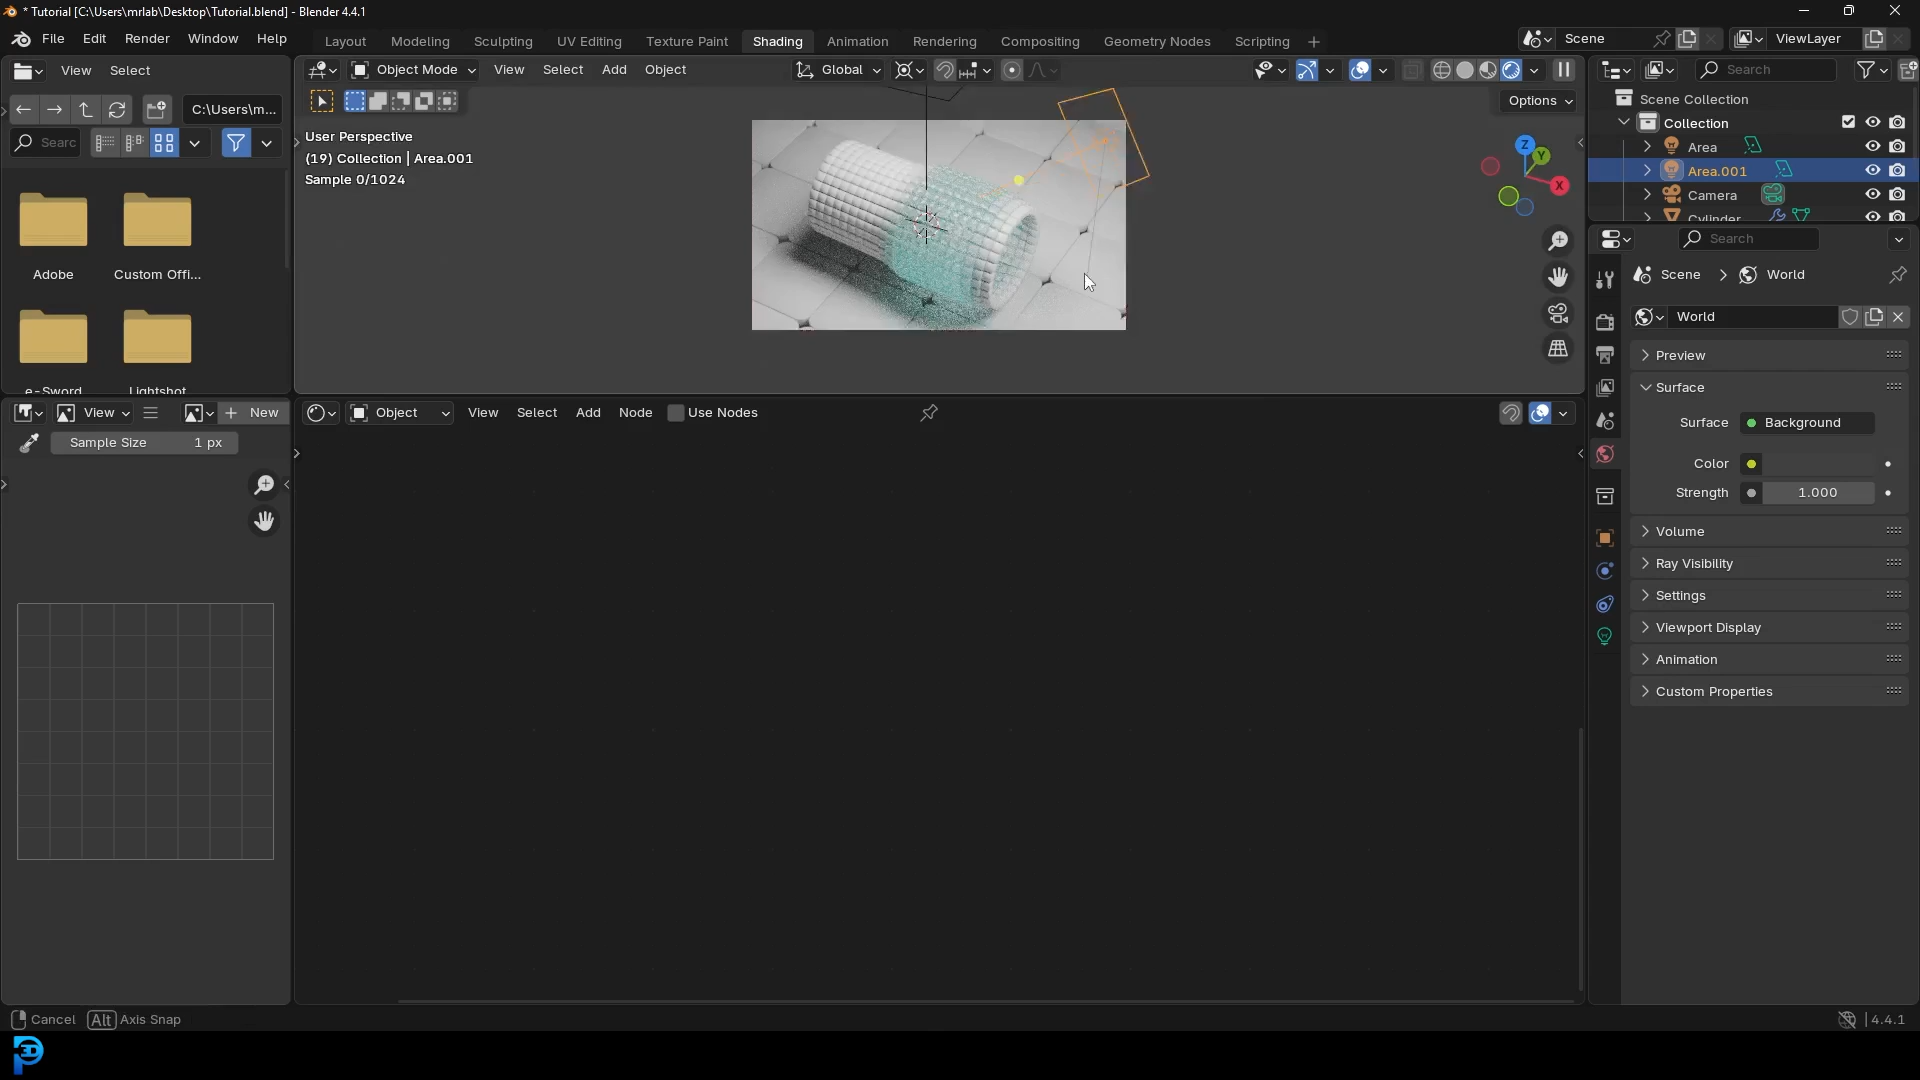 * Tutorial [C:\Users\mrlab\Desktop\Tutorial.blend] - Blender 4.4.1
File Edit Render Window Help
Layout Modeling Sculpting UV Editing Texture Paint Shading Animation Rendering Compositing Geometry Nodes Scripting
Scene
ViewLayer
View Select
Object Mode View Select Add Object
Global
Search
Options
C:\Users\m...
Searc
Adobe
Custom Offi...
e-Sword
Lightshot
User Perspective
(19) Collection | Area.001
Sample 0/1024
Z
Y
X
Scene Collection
Collection
Area
Area.001
Camera
Cylinder
Search
Scene > World
World
Preview
Surface
Surface Background
Color
Strength 1.000
Volume
Ray Visibility
Settings
Viewport Display
Animation
Custom Properties
View
New
Sample Size 1 px
Object View Select Add Node Use Nodes
Cancel Alt Axis Snap
4.4.1